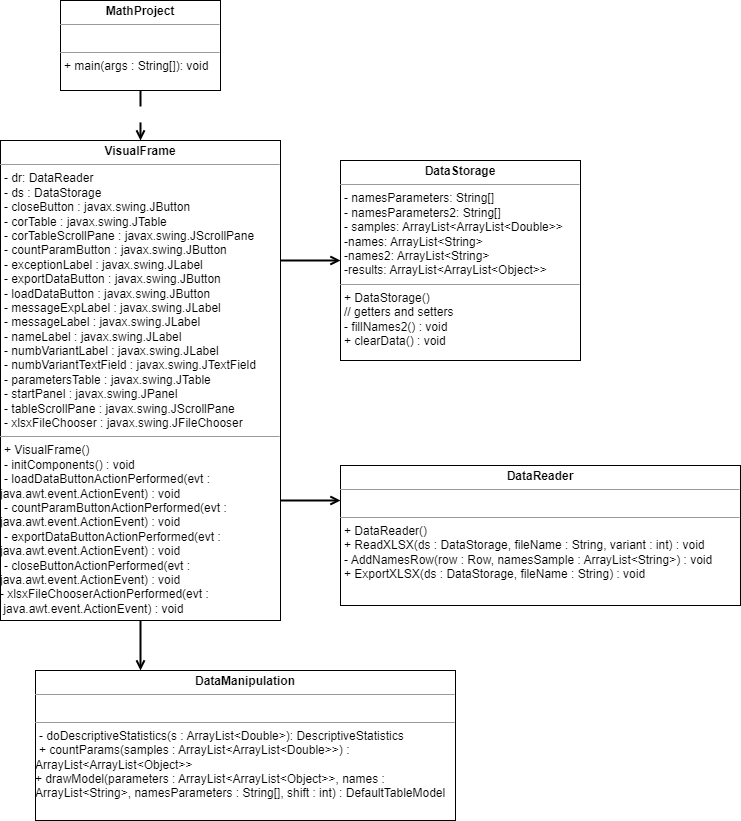 MathProject
+ main(args : String[]): void
VisualFrame
- dr: DataReader
- ds : DataStorage
- closeButton : javax.swing.JButton
- corTable : javax.swing.JTable
- corTableScrollPane : javax.swing.JScrollPane
- countParamButton : javax.swing.JButton
- exceptionLabel : javax.swing.JLabel
- exportDataButton : javax.swing.JButton
- loadDataButton : javax.swing.JButton
- messageExpLabel : javax.swing.JLabel
- messageLabel : javax.swing.JLabel
- nameLabel : javax.swing.JLabel
- numbVariantLabel : javax.swing.JLabel
- numbVariantTextField : javax.swing.JTextField
- parametersTable : javax.swing.JTable
- startPanel : javax.swing.JPanel
- tableScrollPane : javax.swing.JScrollPane
- xlsxFileChooser : javax.swing.JFileChooser
+ VisualFrame()
- initComponents() : void
- loadDataButtonActionPerformed(evt :
java.awt.event.ActionEvent) : void
- countParamButtonActionPerformed(evt :
java.awt.event.ActionEvent) : void
- exportDataButtonActionPerformed(evt :
java.awt.event.ActionEvent) : void
- closeButtonActionPerformed(evt :
java.awt.event.ActionEvent) : void
- xlsxFileChooserActionPerformed(evt :
java.awt.event.ActionEvent) : void
DataStorage
- namesParameters: String[]
- namesParameters2: String[]
- samples: ArrayList<ArrayList<Double>>
-names: ArrayList<String>
-names2: ArrayList<String>
-results: ArrayList<ArrayList<Object>>
+ DataStorage()
// getters and setters
- fillNames2() : void
+ clearData() : void
DataReader
+ DataReader()
+ ReadXLSX(ds : DataStorage, fileName : String, variant : int) : void
- AddNamesRow(row : Row, namesSample : ArrayList<String>) : void
+ ExportXLSX(ds : DataStorage, fileName : String) : void
DataManipulation
- doDescriptiveStatistics(s : ArrayList<Double>): DescriptiveStatistics
+ countParams(samples : ArrayList<ArrayList<Double>>) :
ArrayList<ArrayList<Object>>
+ drawModel(parameters : ArrayList<ArrayList<Object>>, names :
ArrayList<String>, namesParameters : String[], shift : int) : DefaultTableModel